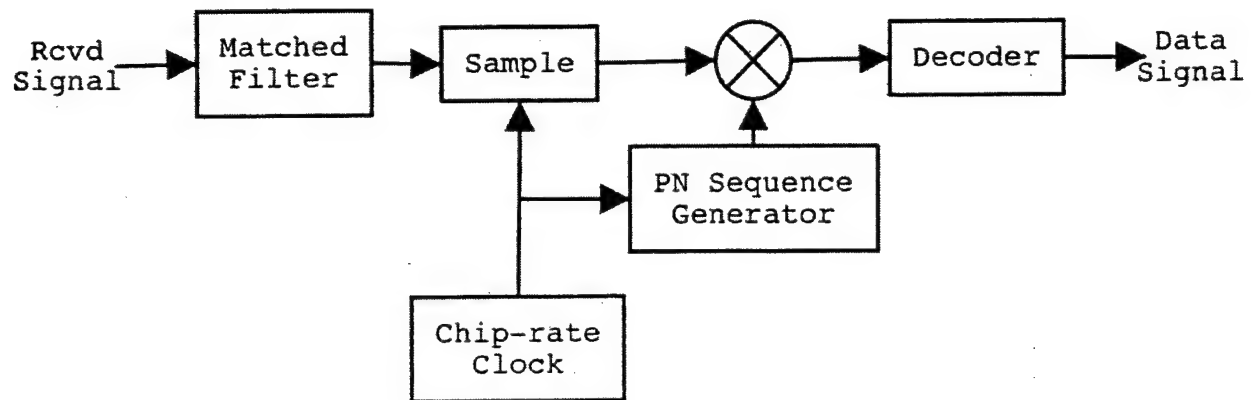 Rcvd
Signal
Matched
Filter
Sample
Decoder
Data
Signal
PN Sequence
Generator
Chip-rate
Clock